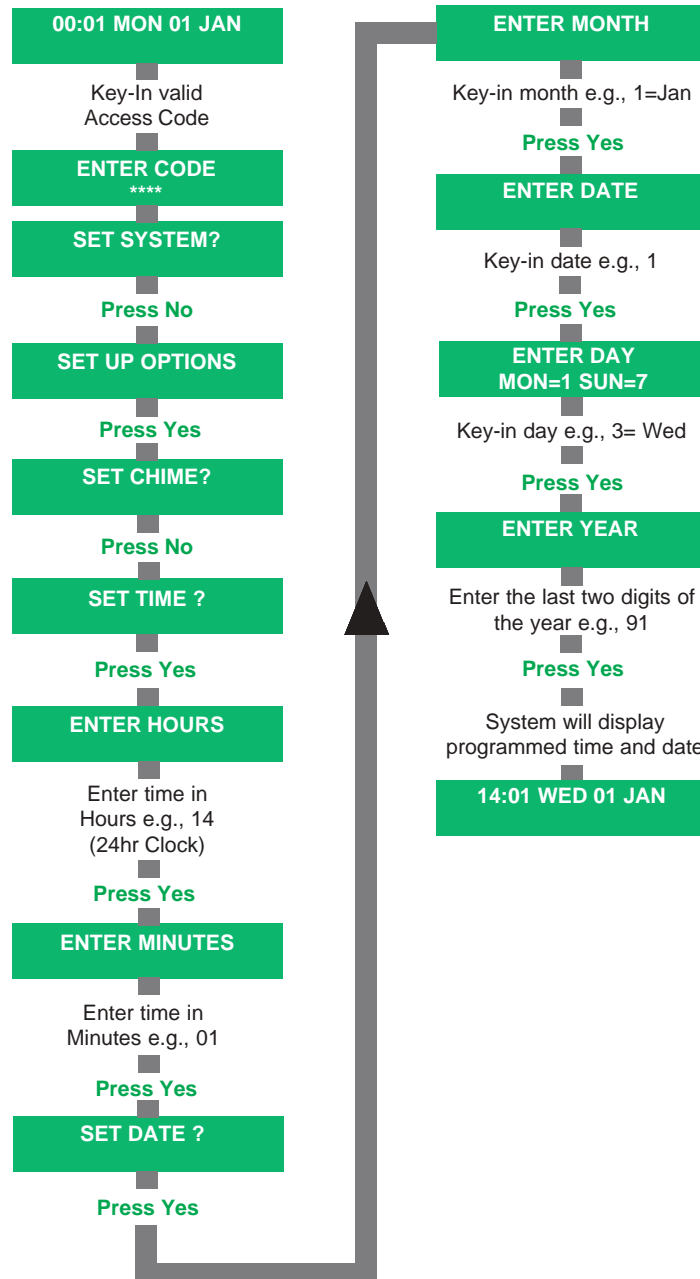 00:01 MON 01 JAN
Key-In valid
Access Code
ENTER CODE
****
SET SYSTEM?
Press No
SET UP OPTIONS
Press Yes
SET CHIME?
Press No
SET TIME ?
Press Yes
ENTER HOURS
Enter time in
Hours e.g., 14
(24hr Clock)
Press Yes
ENTER MINUTES
Enter time in
Minutes e.g., 01
Press Yes
SET DATE ?
Press Yes
ENTER MONTH
Key-in month e.g., 1=Jan
Press Yes
ENTER DATE
Key-in date e.g., 1
Press Yes
ENTER DAY
MON=1 SUN=7
Key-in day e.g., 3= Wed
Press Yes
ENTER YEAR
Enter the last two digits of
the year e.g., 91
Press Yes
System will display
programmed time and date
14:01 WED 01 JAN